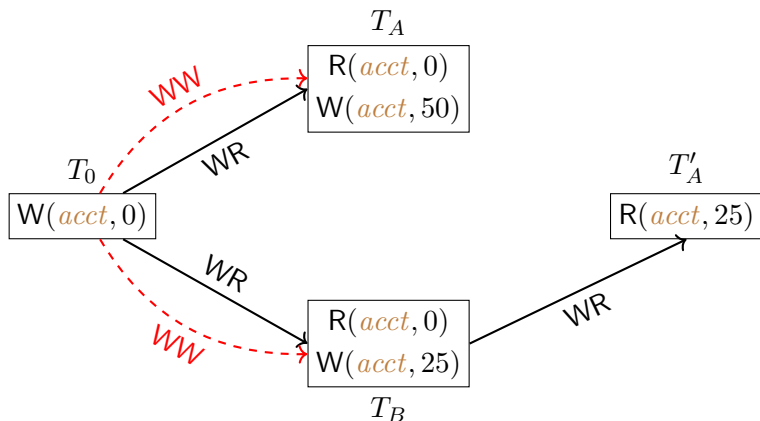 T_A
R(acct, 0)
W(acct, 50)
WW
WR
T_0
W(acct, 0)
T'_A
R(acct, 25)
WR
WW
WR
R(acct, 0)
W(acct, 25)
T_B